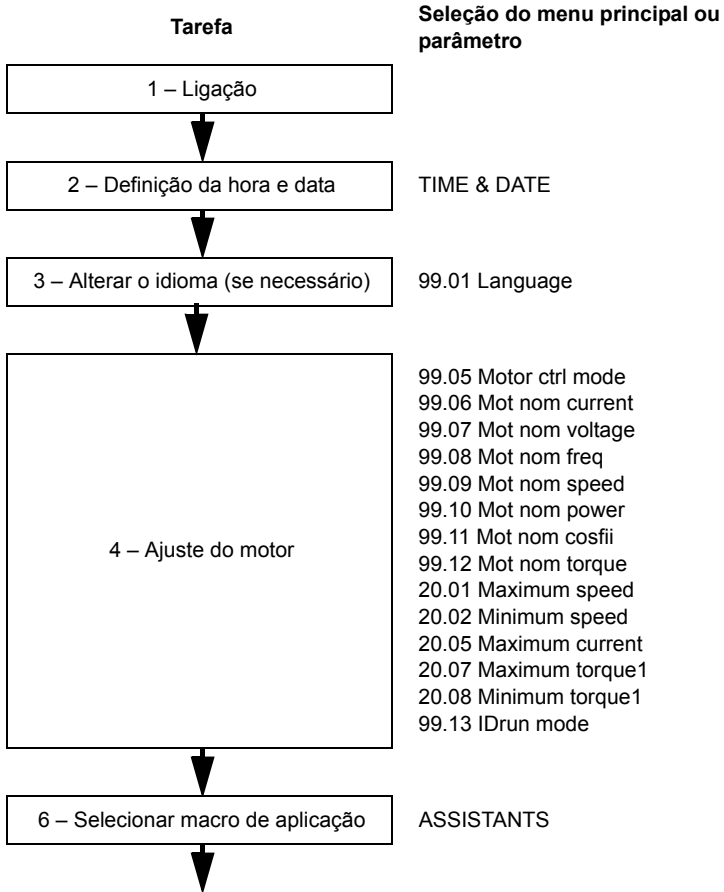 Tarefa
Seleção do menu principal ou
parâmetro
1 – Ligação
2 – Definição da hora e data
TIME & DATE
3 – Alterar o idioma (se necessário)
99.01 Language
4 – Ajuste do motor
99.05 Motor ctrl mode
99.06 Mot nom current
99.07 Mot nom voltage
99.08 Mot nom freq
99.09 Mot nom speed
99.10 Mot nom power
99.11 Mot nom cosfii
99.12 Mot nom torque
20.01 Maximum speed
20.02 Minimum speed
20.05 Maximum current
20.07 Maximum torque1
20.08 Minimum torque1
99.13 IDrun mode
6 – Selecionar macro de aplicação
ASSISTANTS